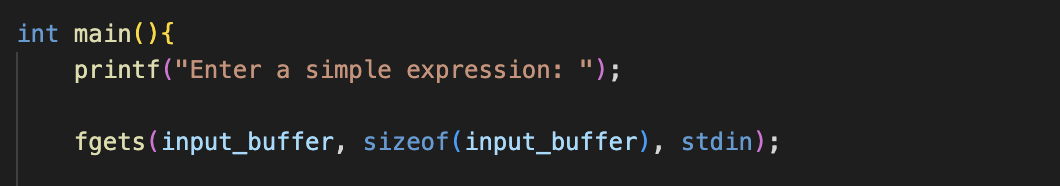 int main(){
printf("Enter a simple expression: ");
fgets(input_buffer, sizeof(input_buffer), stdin);